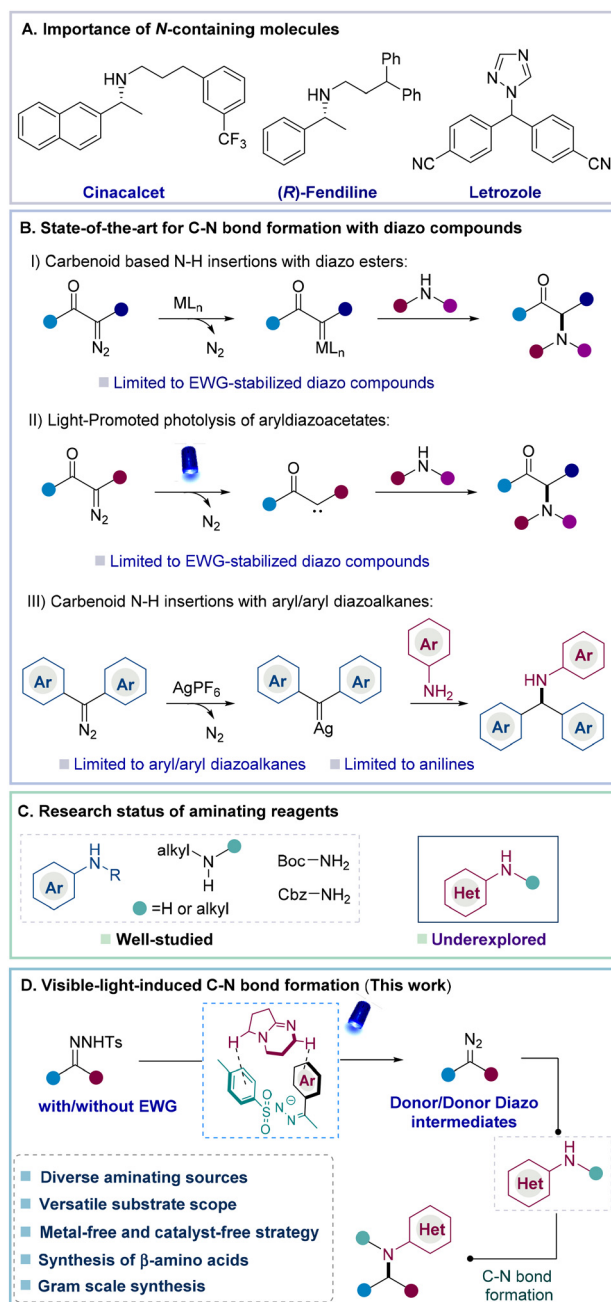 A. Importance of N-containing molecules
Ph
HN
HN
Ph
CF3
N
N
N
NC
CN
Cinacalcet
(R)-Fendiline
Letrozole
B. State-of-the-art for C-N bond formation with diazo compounds
I) Carbenoid based N-H insertions with diazo esters:
O
N2
MLn
N2
O
MLn
H
N
O
N
Limited to EWG-stabilized diazo compounds
II) Light-Promoted photolysis of aryldiazoacetates:
O
N2
N2
O
H
N
O
N
Limited to EWG-stabilized diazo compounds
III) Carbenoid N-H insertions with aryl/aryl diazoalkanes:
Ar
Ar
N2
AgPF6
N2
Ar
Ar
Ag
Ar
NH2
Ar
HN
Ar
Ar
Limited to aryl/aryl diazoalkanes
Limited to anilines
C. Research status of aminating reagents
H
N
R
Ar
alkyl
N
H
=H or alkyl
Boc–NH2
Cbz–NH2
H
N
Het
Well-studied
Underexplored
D. Visible-light-induced C-N bond formation (This work)
NNHTs
with/without EWG
H
N
N
H
Ar
O
S
O
N
N
⊖
N2
Donor/Donor Diazo
intermediates
H
N
Het
Diverse aminating sources
Versatile substrate scope
Metal-free and catalyst-free strategy
Synthesis of β-amino acids
Gram scale synthesis
Het
N
C-N bond
formation